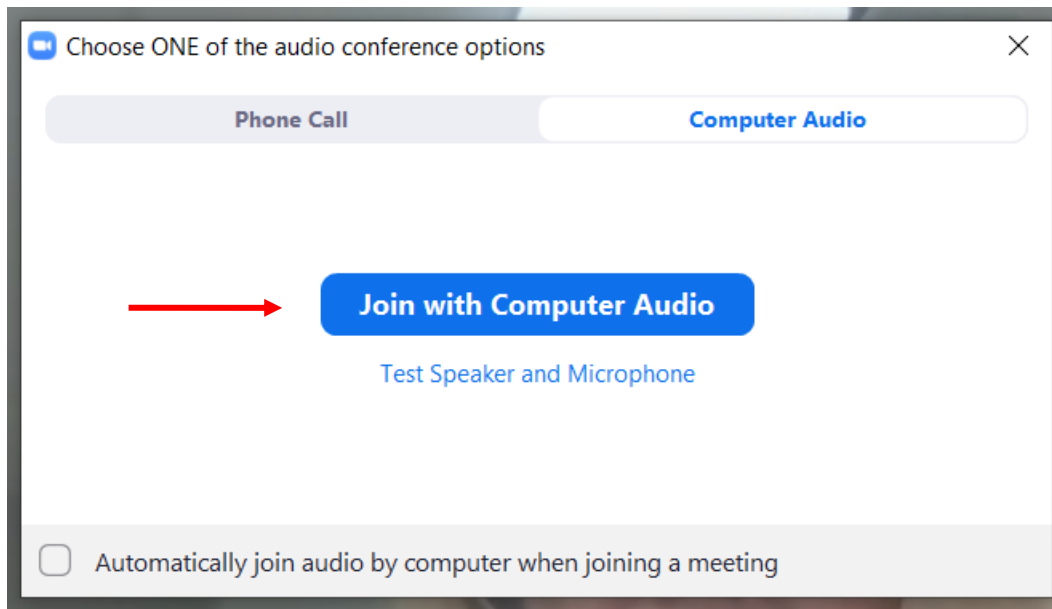 Choose ONE of the audio conference options
Phone Call
Computer Audio
Join with Computer Audio
Test Speaker and Microphone
Automatically join audio by computer when joining a meeting